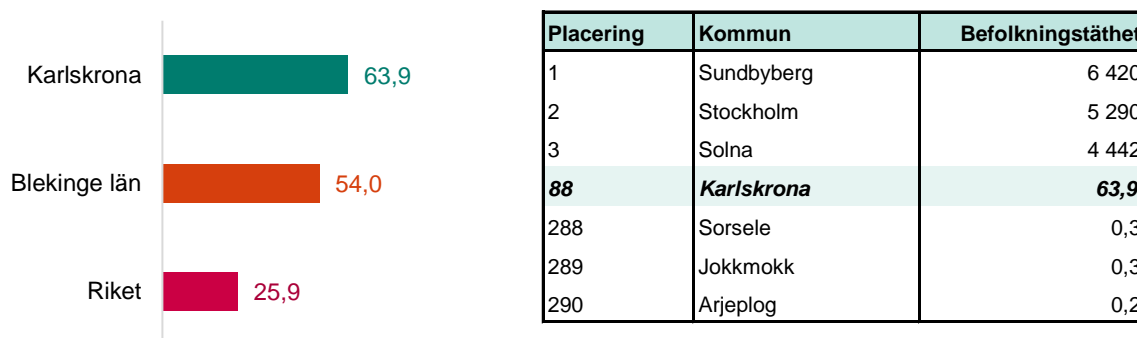 Karlskrona 63,9
Blekinge län 54,0
Riket 25,9
Placering Kommun Befolkningstäthet
1 Sundbyberg 6 420
2 Stockholm 5 290
3 Solna 4 442
88 Karlskrona 63,9
288 Sorsele 0,3
289 Jokkmokk 0,3
290 Arjeplog 0,2